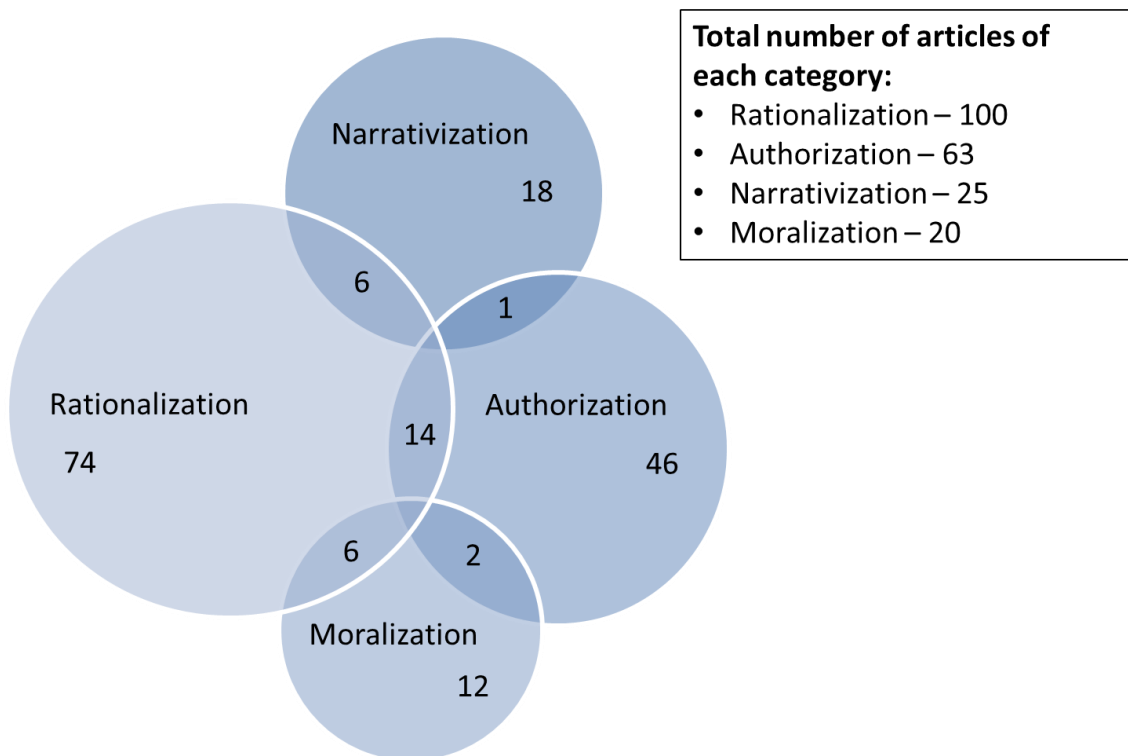 Total number of articles of
each category:
• Rationalization – 100
• Authorization – 63
• Narrativization – 25
• Moralization – 20
Narrativization
18
6
1
Rationalization
74
14
Authorization
46
6
2
Moralization
12